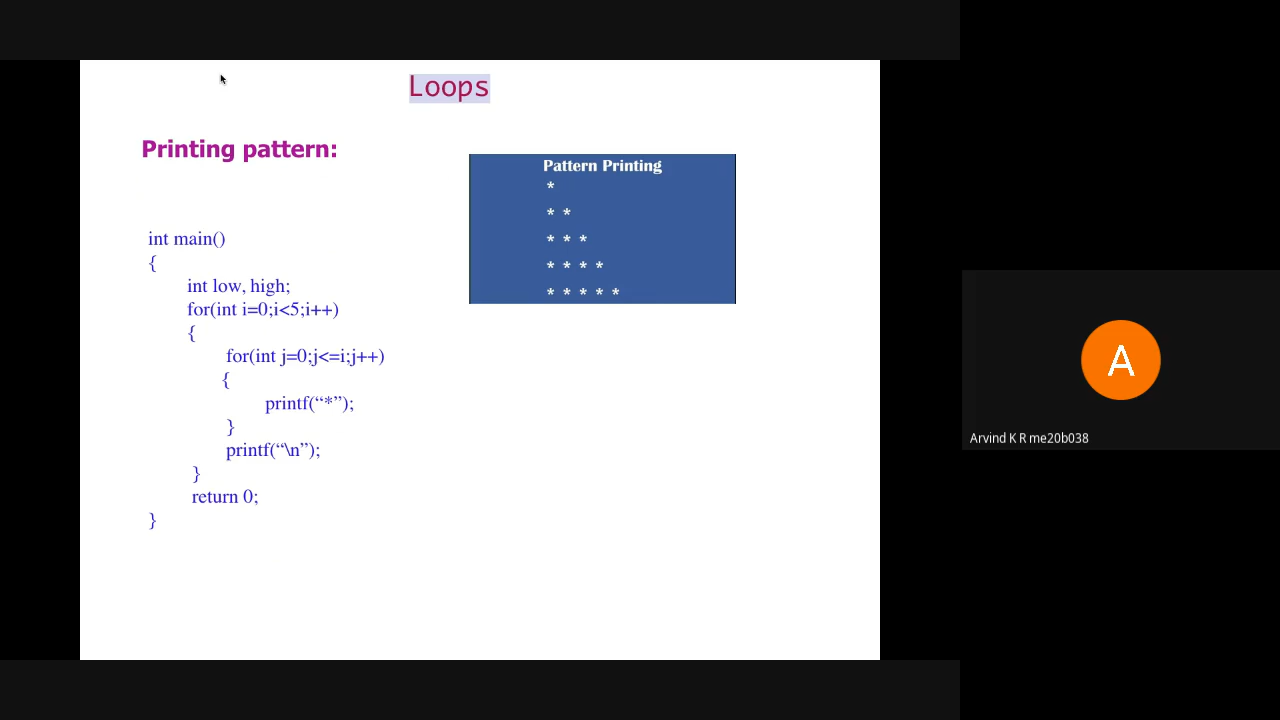 Loops
Printing pattern:
Pattern Printing
*
* *
* * *
* * * *
* * * * *
int main()
{
int low, high;
for(int i=0;i<5;i++)
{
for(int j=0;j<=i;j++)
{
printf(“*”);
}
printf(“\n”);
}
return 0;
}
A
Arvind K R me20b038